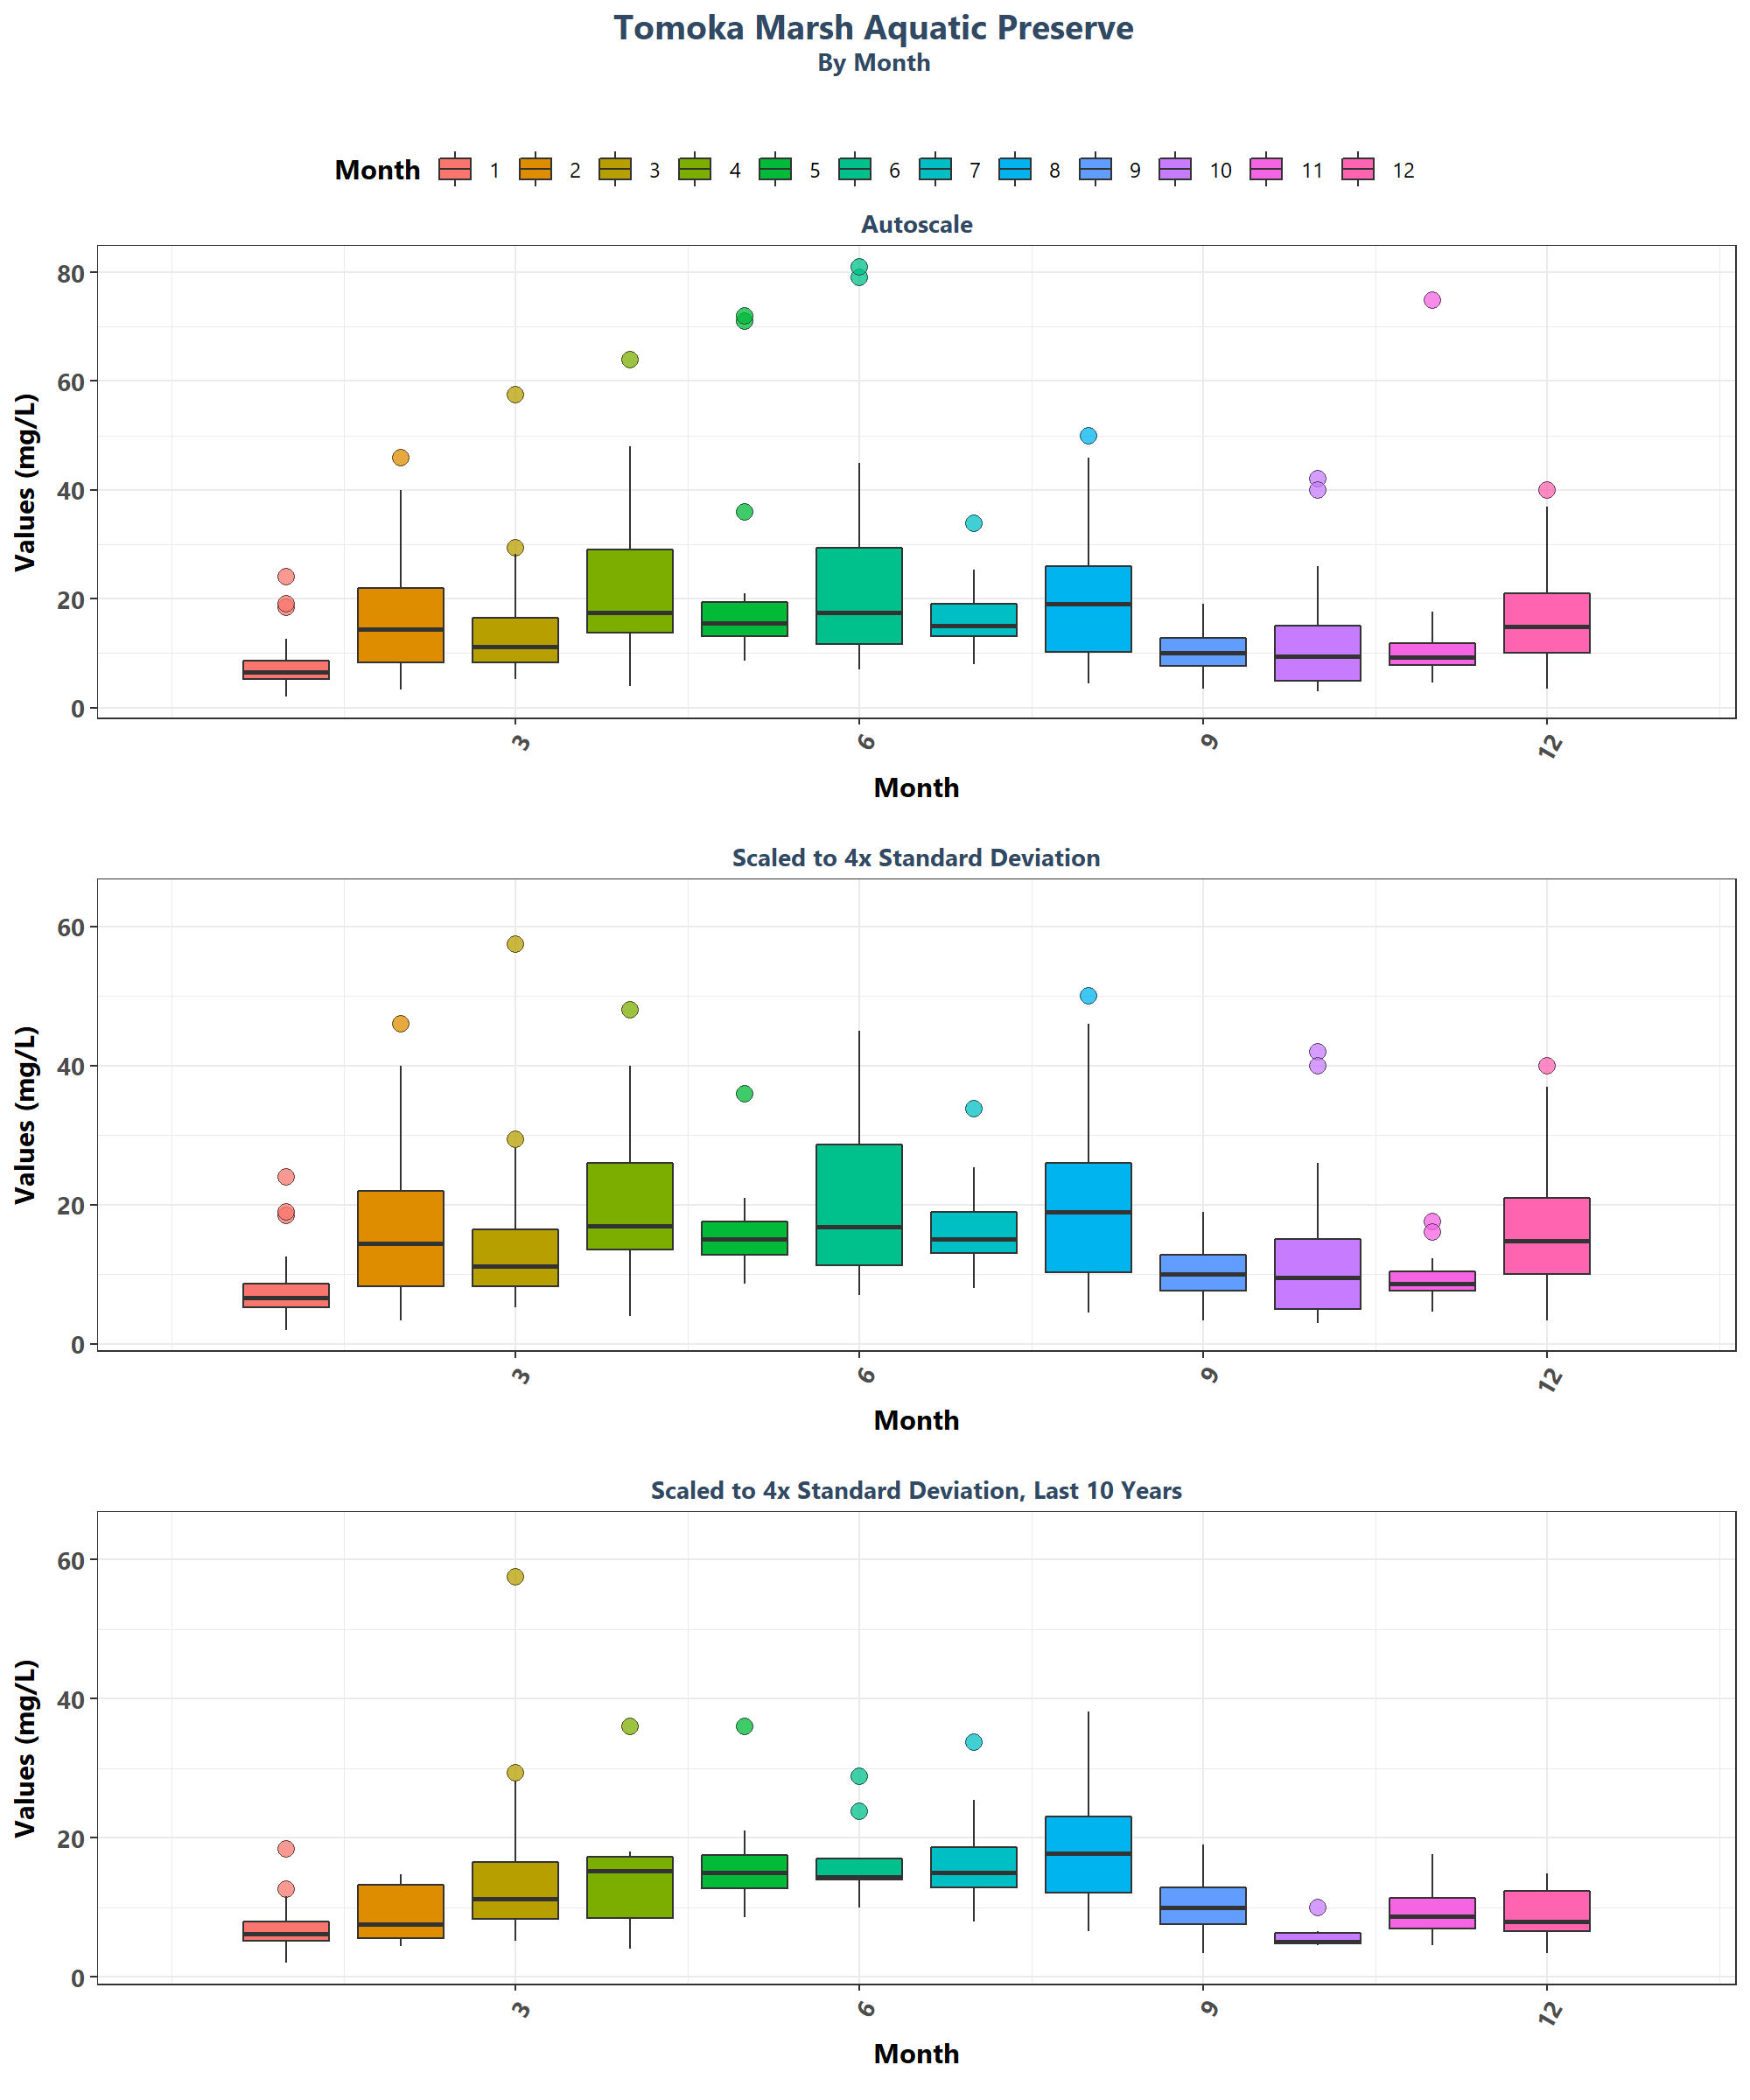 Tomoka Marsh Aquatic Preserve
By Month
Month 1 2 3 4 5 6 7 8 9 10 11 12
Autoscale
Values (mg/L)
80
60
40
20
0
3 6 9 12
Month
Scaled to 4x Standard Deviation
Values (mg/L)
60
40
20
0
3 6 9 12
Month
Scaled to 4x Standard Deviation, Last 10 Years
Values (mg/L)
60
40
20
0
3 6 9 12
Month